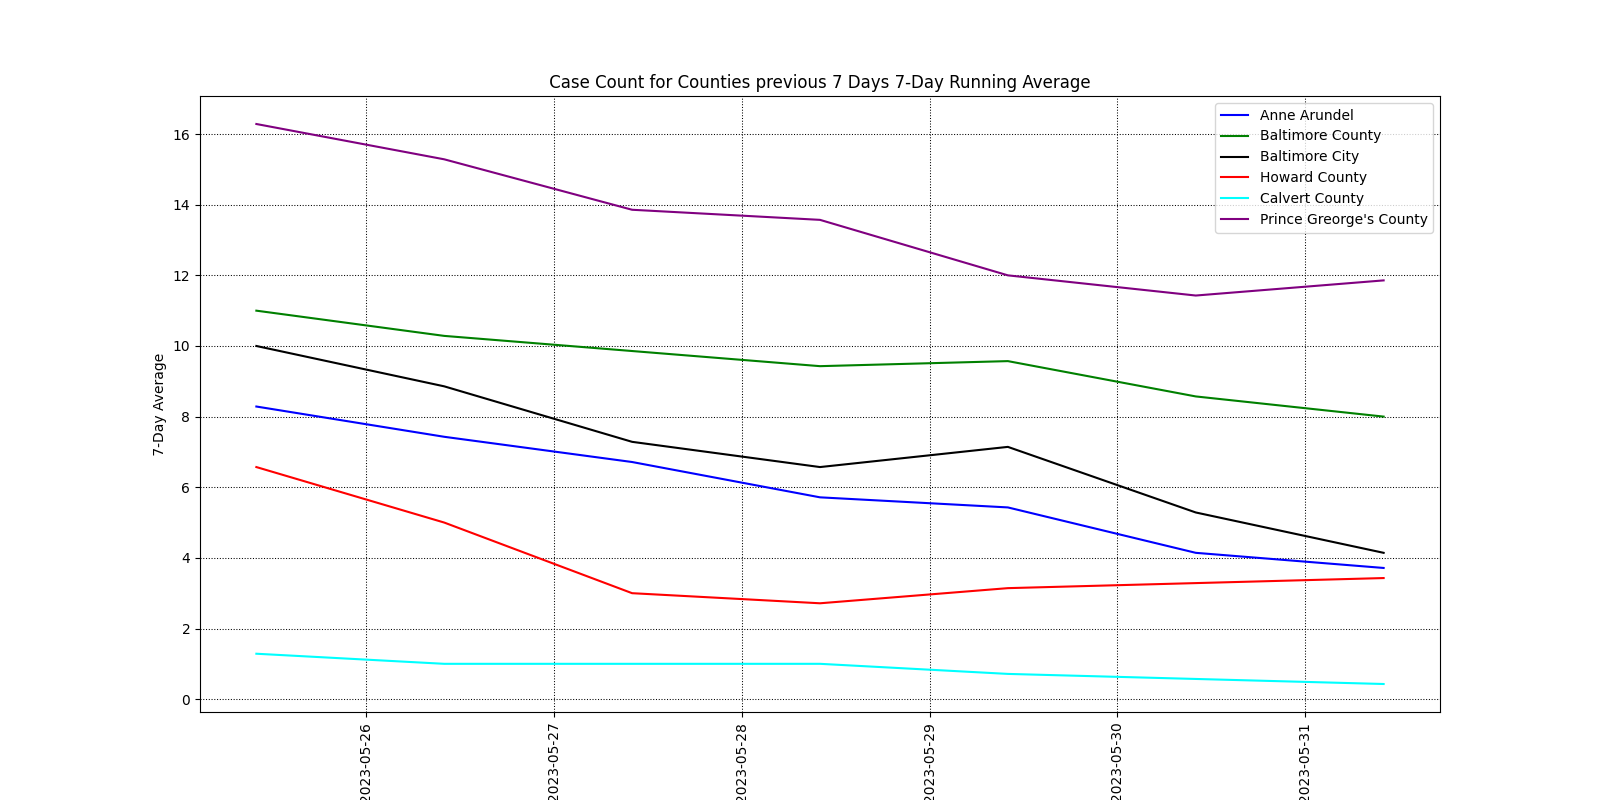 Case Count for Counties previous 7 Days 7-Day Running Average
Anne Arundel
Baltimore County
Baltimore City
Howard County
Calvert County
Prince Greorge's County
7-Day Average
16
14
12
10
8
6
4
2
0
2023-05-26
2023-05-27
2023-05-28
2023-05-29
2023-05-30
2023-05-31